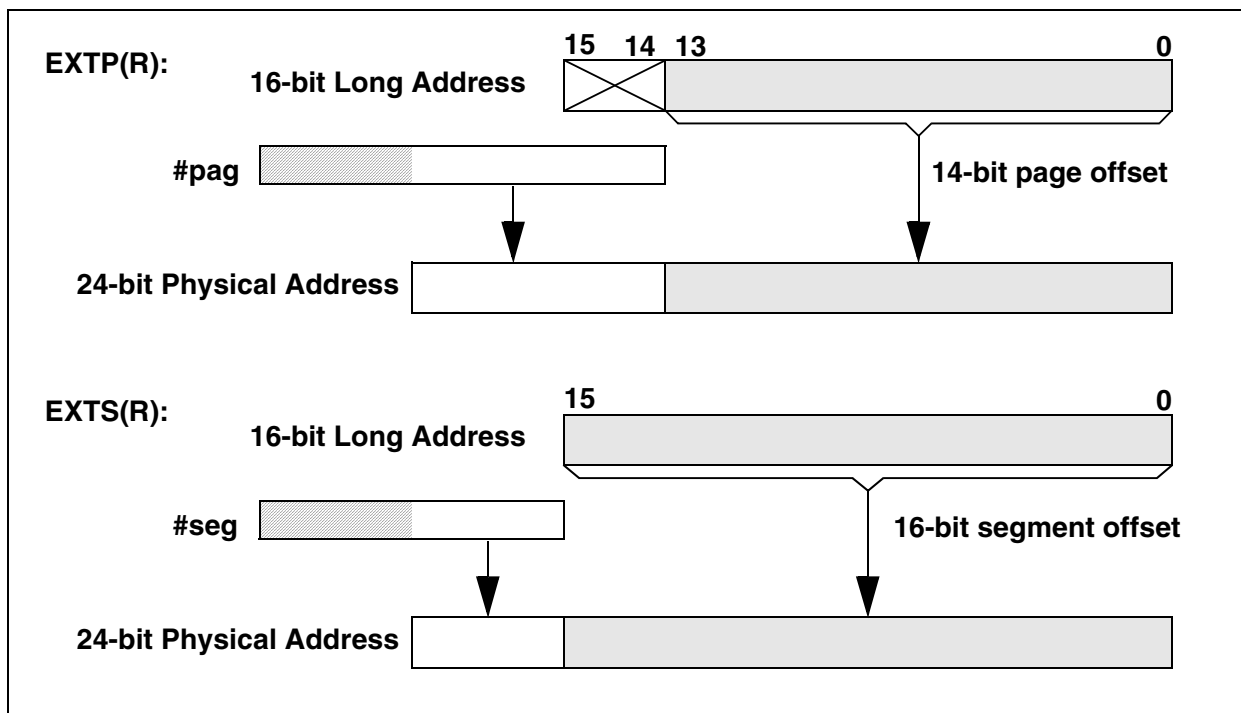 EXTP(R):
15 14 13 0
16-bit Long Address
#pag
14-bit page offset
24-bit Physical Address
EXTS(R):
15 0
16-bit Long Address
#seg
16-bit segment offset
24-bit Physical Address